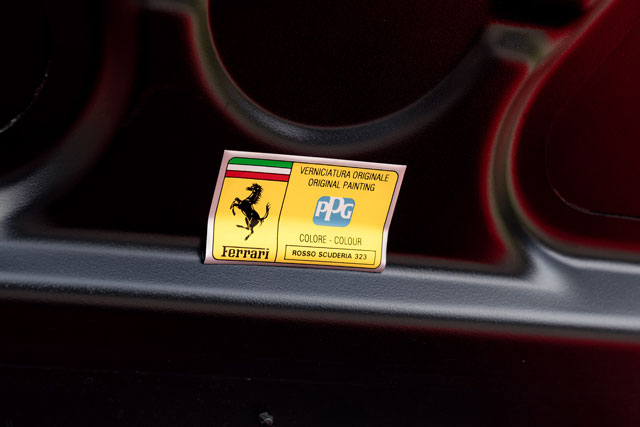 VERNICIATURA ORIGINALE
ORIGINAL PAINTING
PPG
COLORE - COLOUR
Ferrari
ROSSO SCUDERIA 323